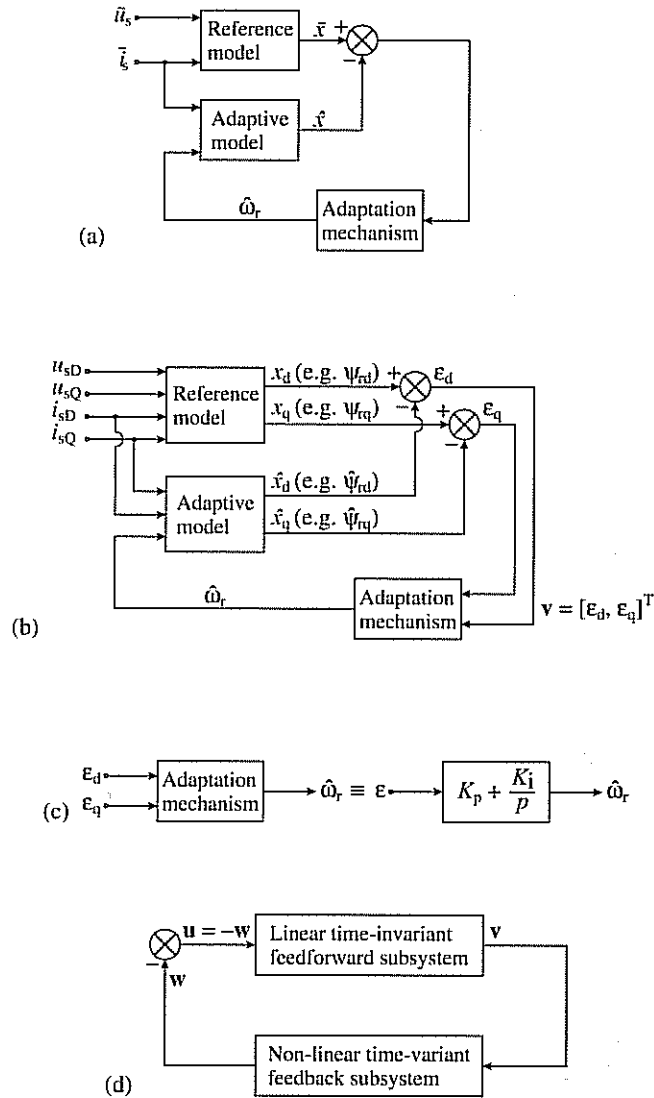 ū_s
Reference model
x̄
+
−
ī_s
Adaptive model
x̂
ω̂_r
Adaptation mechanism
(a)
u_sD
u_sQ
i_sD
i_sQ
Reference model
x_d (e.g. ψ_rd)
+
ε_d
−
x_q (e.g. ψ_rq)
+
ε_q
−
Adaptive model
x̂_d (e.g. ψ̂_rd)
x̂_q (e.g. ψ̂_rq)
ω̂_r
Adaptation mechanism
v = [ε_d, ε_q]^T
(b)
ε_d
ε_q
Adaptation mechanism
ω̂_r ≡ ε
K_p + K_i/p
ω̂_r
(c)
u = −w
−
w
Linear time-invariant
feedforward subsystem
v
Non-linear time-variant
feedback subsystem
(d)